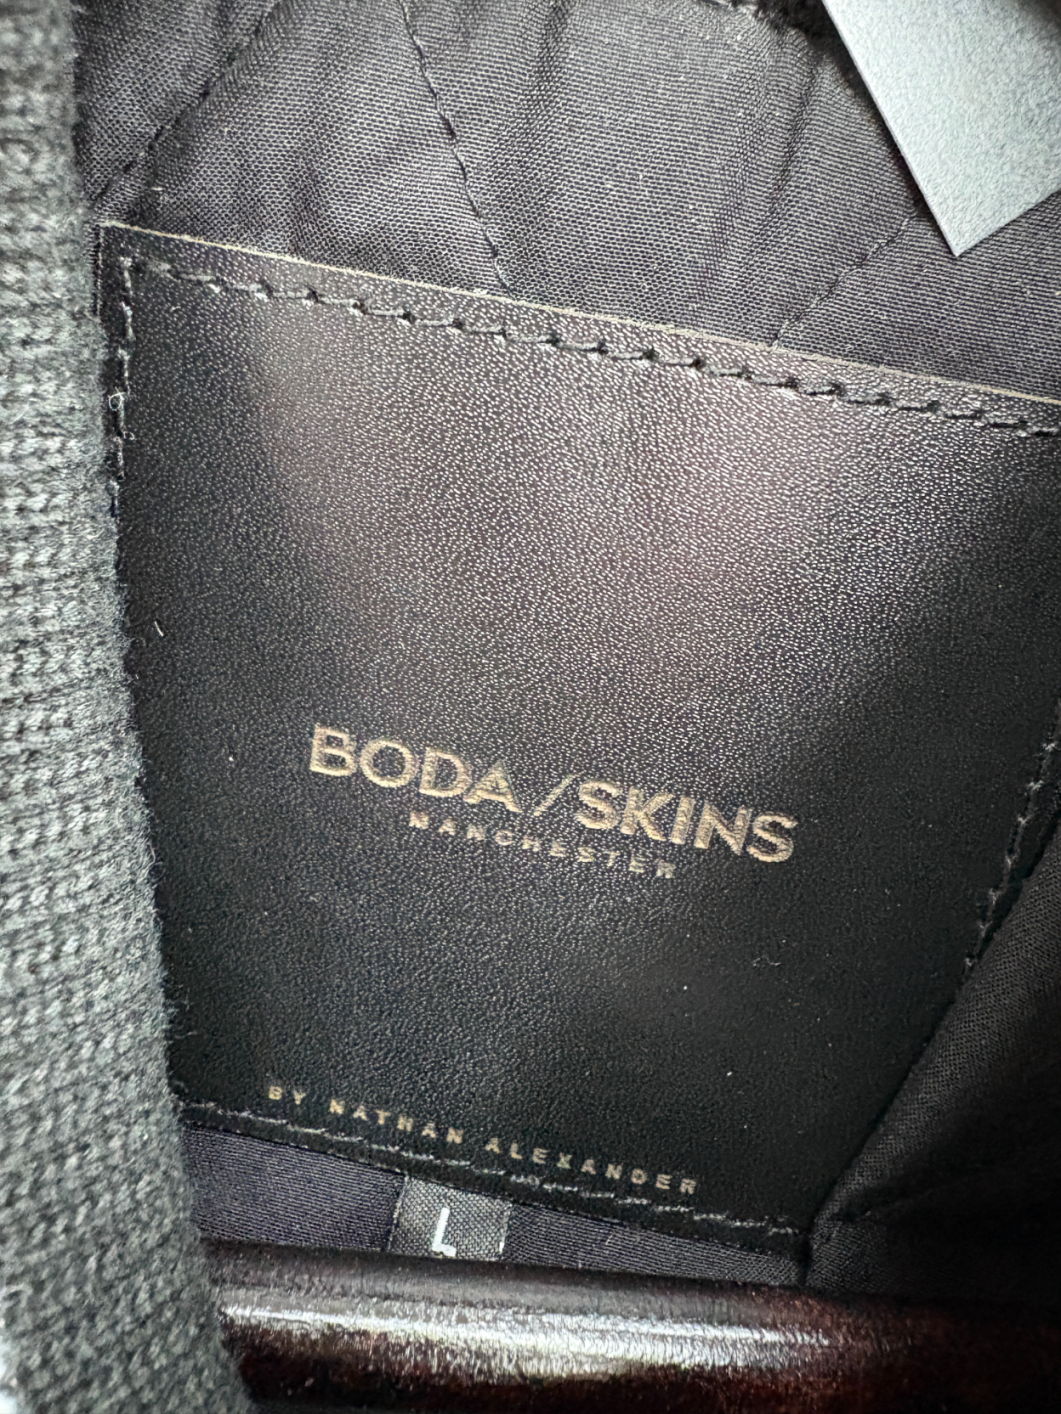 BODA/SKINS
MANCHESTER
BY NATHAN ALEXANDER
L